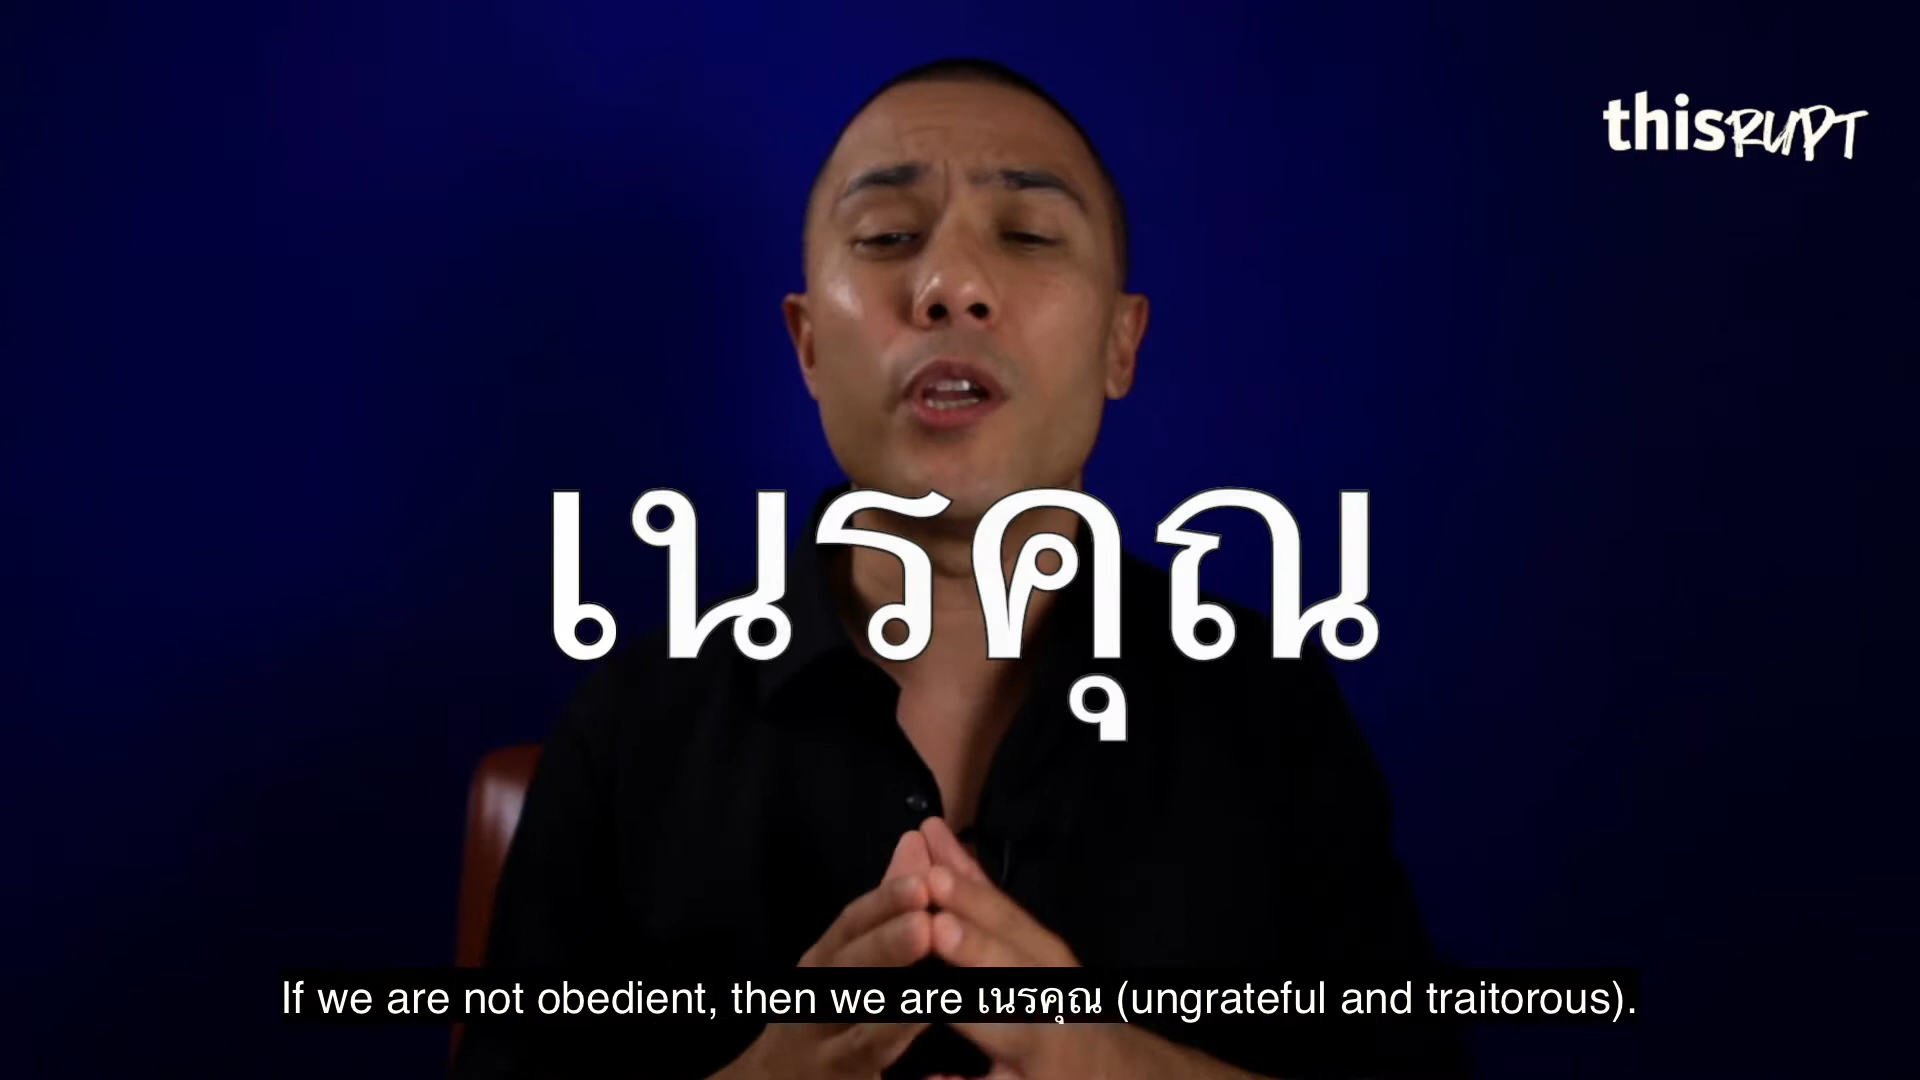 thisRUPT
เนรคุณ
If we are not obedient, then we are เนรคุณ (ungrateful and traitorous).